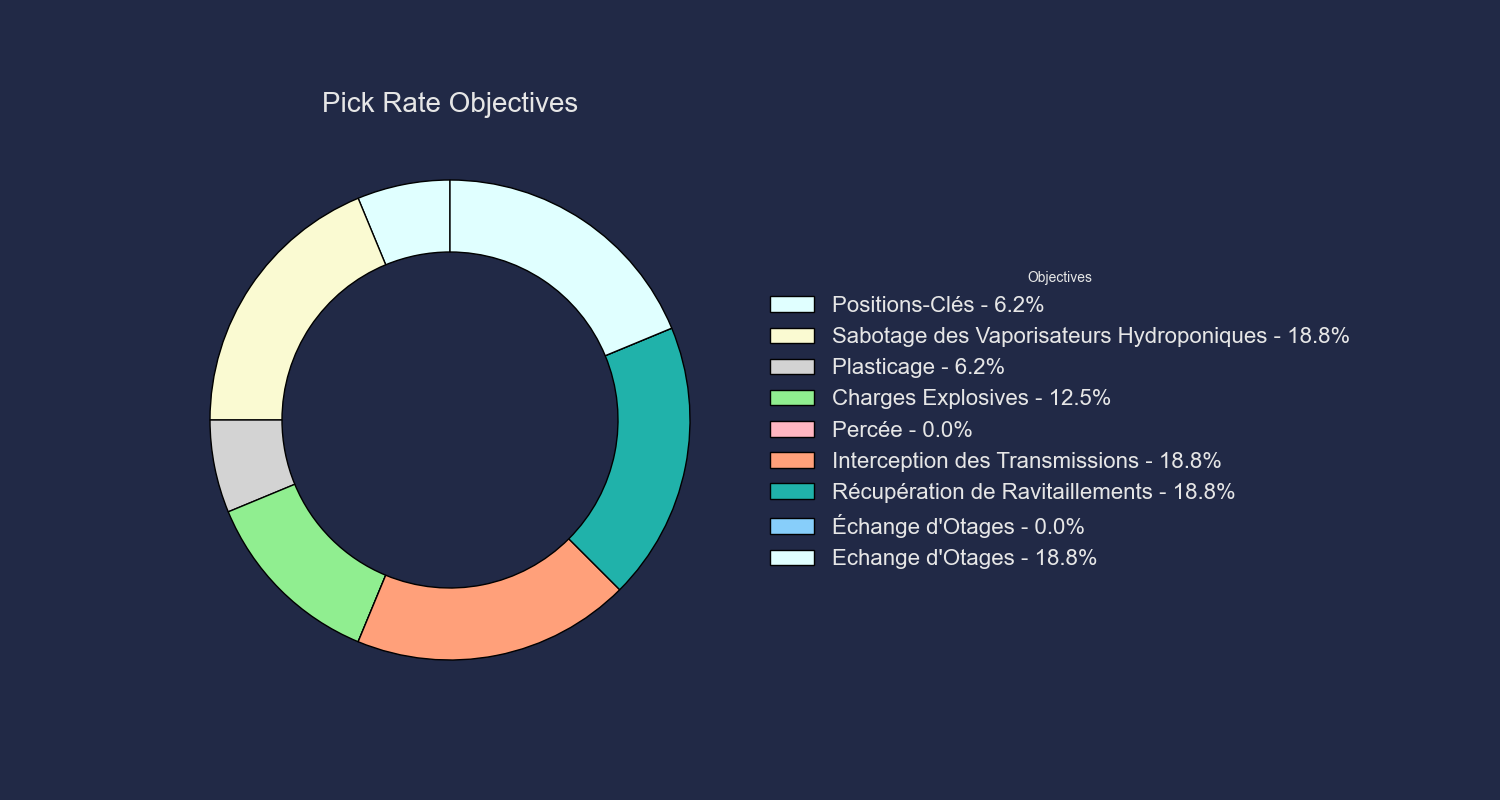 Pick Rate Objectives
Objectives
Positions-Clés - 6.2%
Sabotage des Vaporisateurs Hydroponiques - 18.8%
Plasticage - 6.2%
Charges Explosives - 12.5%
Percée - 0.0%
Interception des Transmissions - 18.8%
Récupération de Ravitaillements - 18.8%
Échange d'Otages - 0.0%
Echange d'Otages - 18.8%